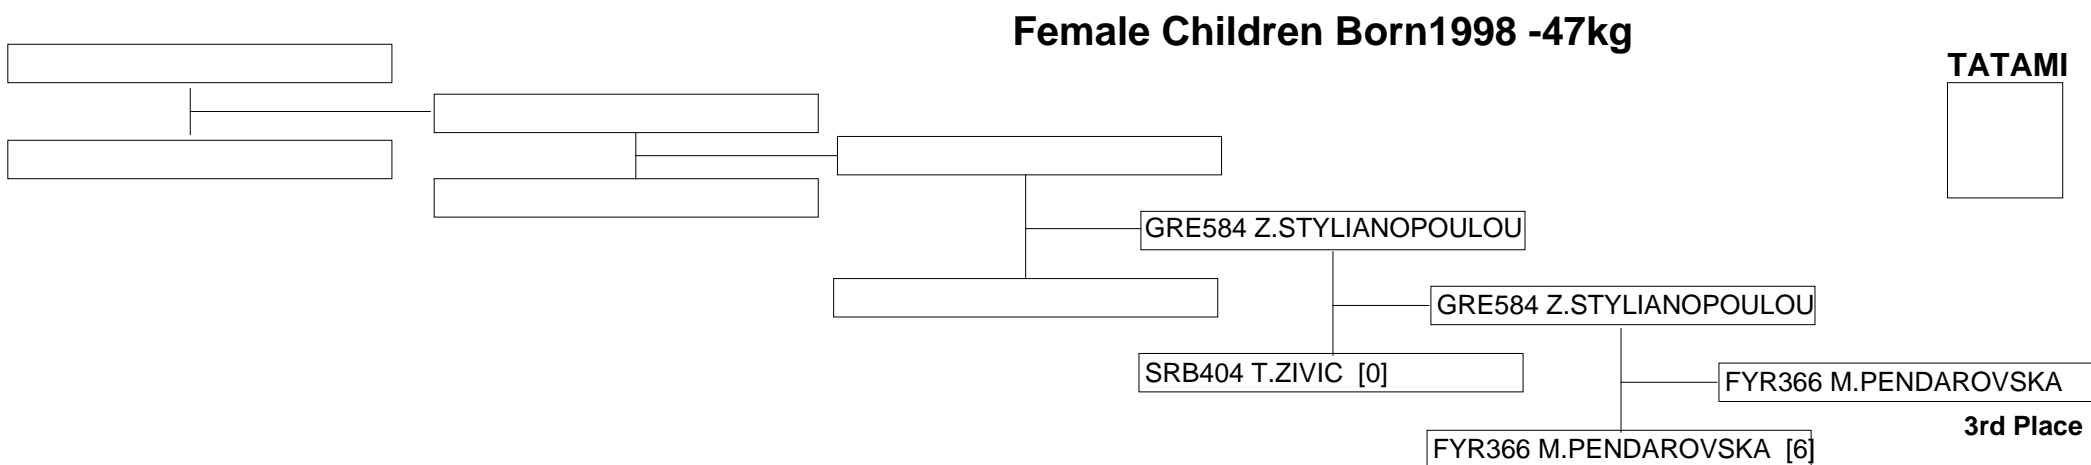 Female Children Born1998 -47kg
TATAMI
GRE584 Z.STYLIANOPOULOU
GRE584 Z.STYLIANOPOULOU
SRB404 T.ZIVIC [0]
FYR366 M.PENDAROVSKA
3rd Place
FYR366 M.PENDAROVSKA [6]